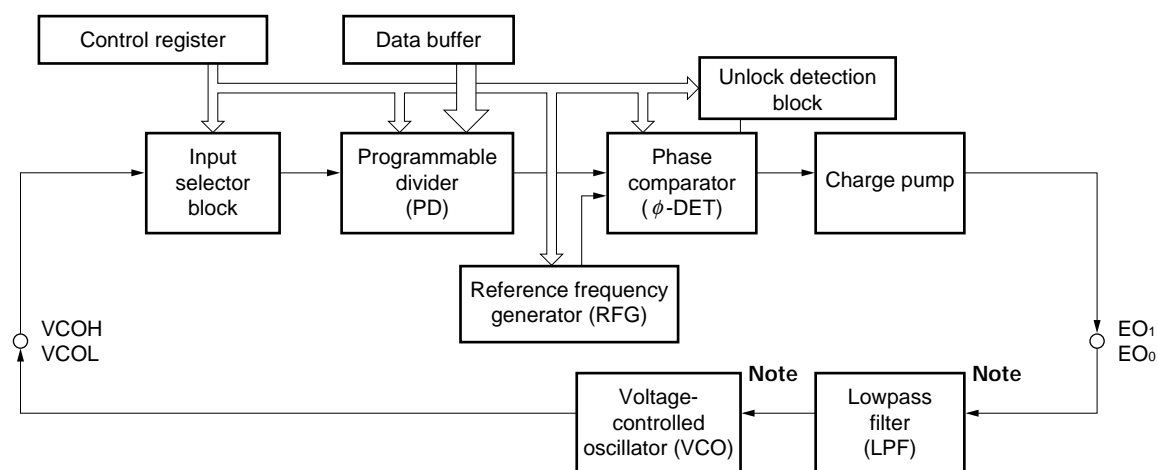 Control register
Data buffer
Unlock detection
block
Input
selector
block
Programmable
divider
(PD)
Phase
comparator
(ϕ-DET)
Charge pump
Reference frequency
generator (RFG)
VCOH
VCOL
EO₁
EO₀
Note
Note
Voltage-
controlled
oscillator (VCO)
Lowpass
filter
(LPF)